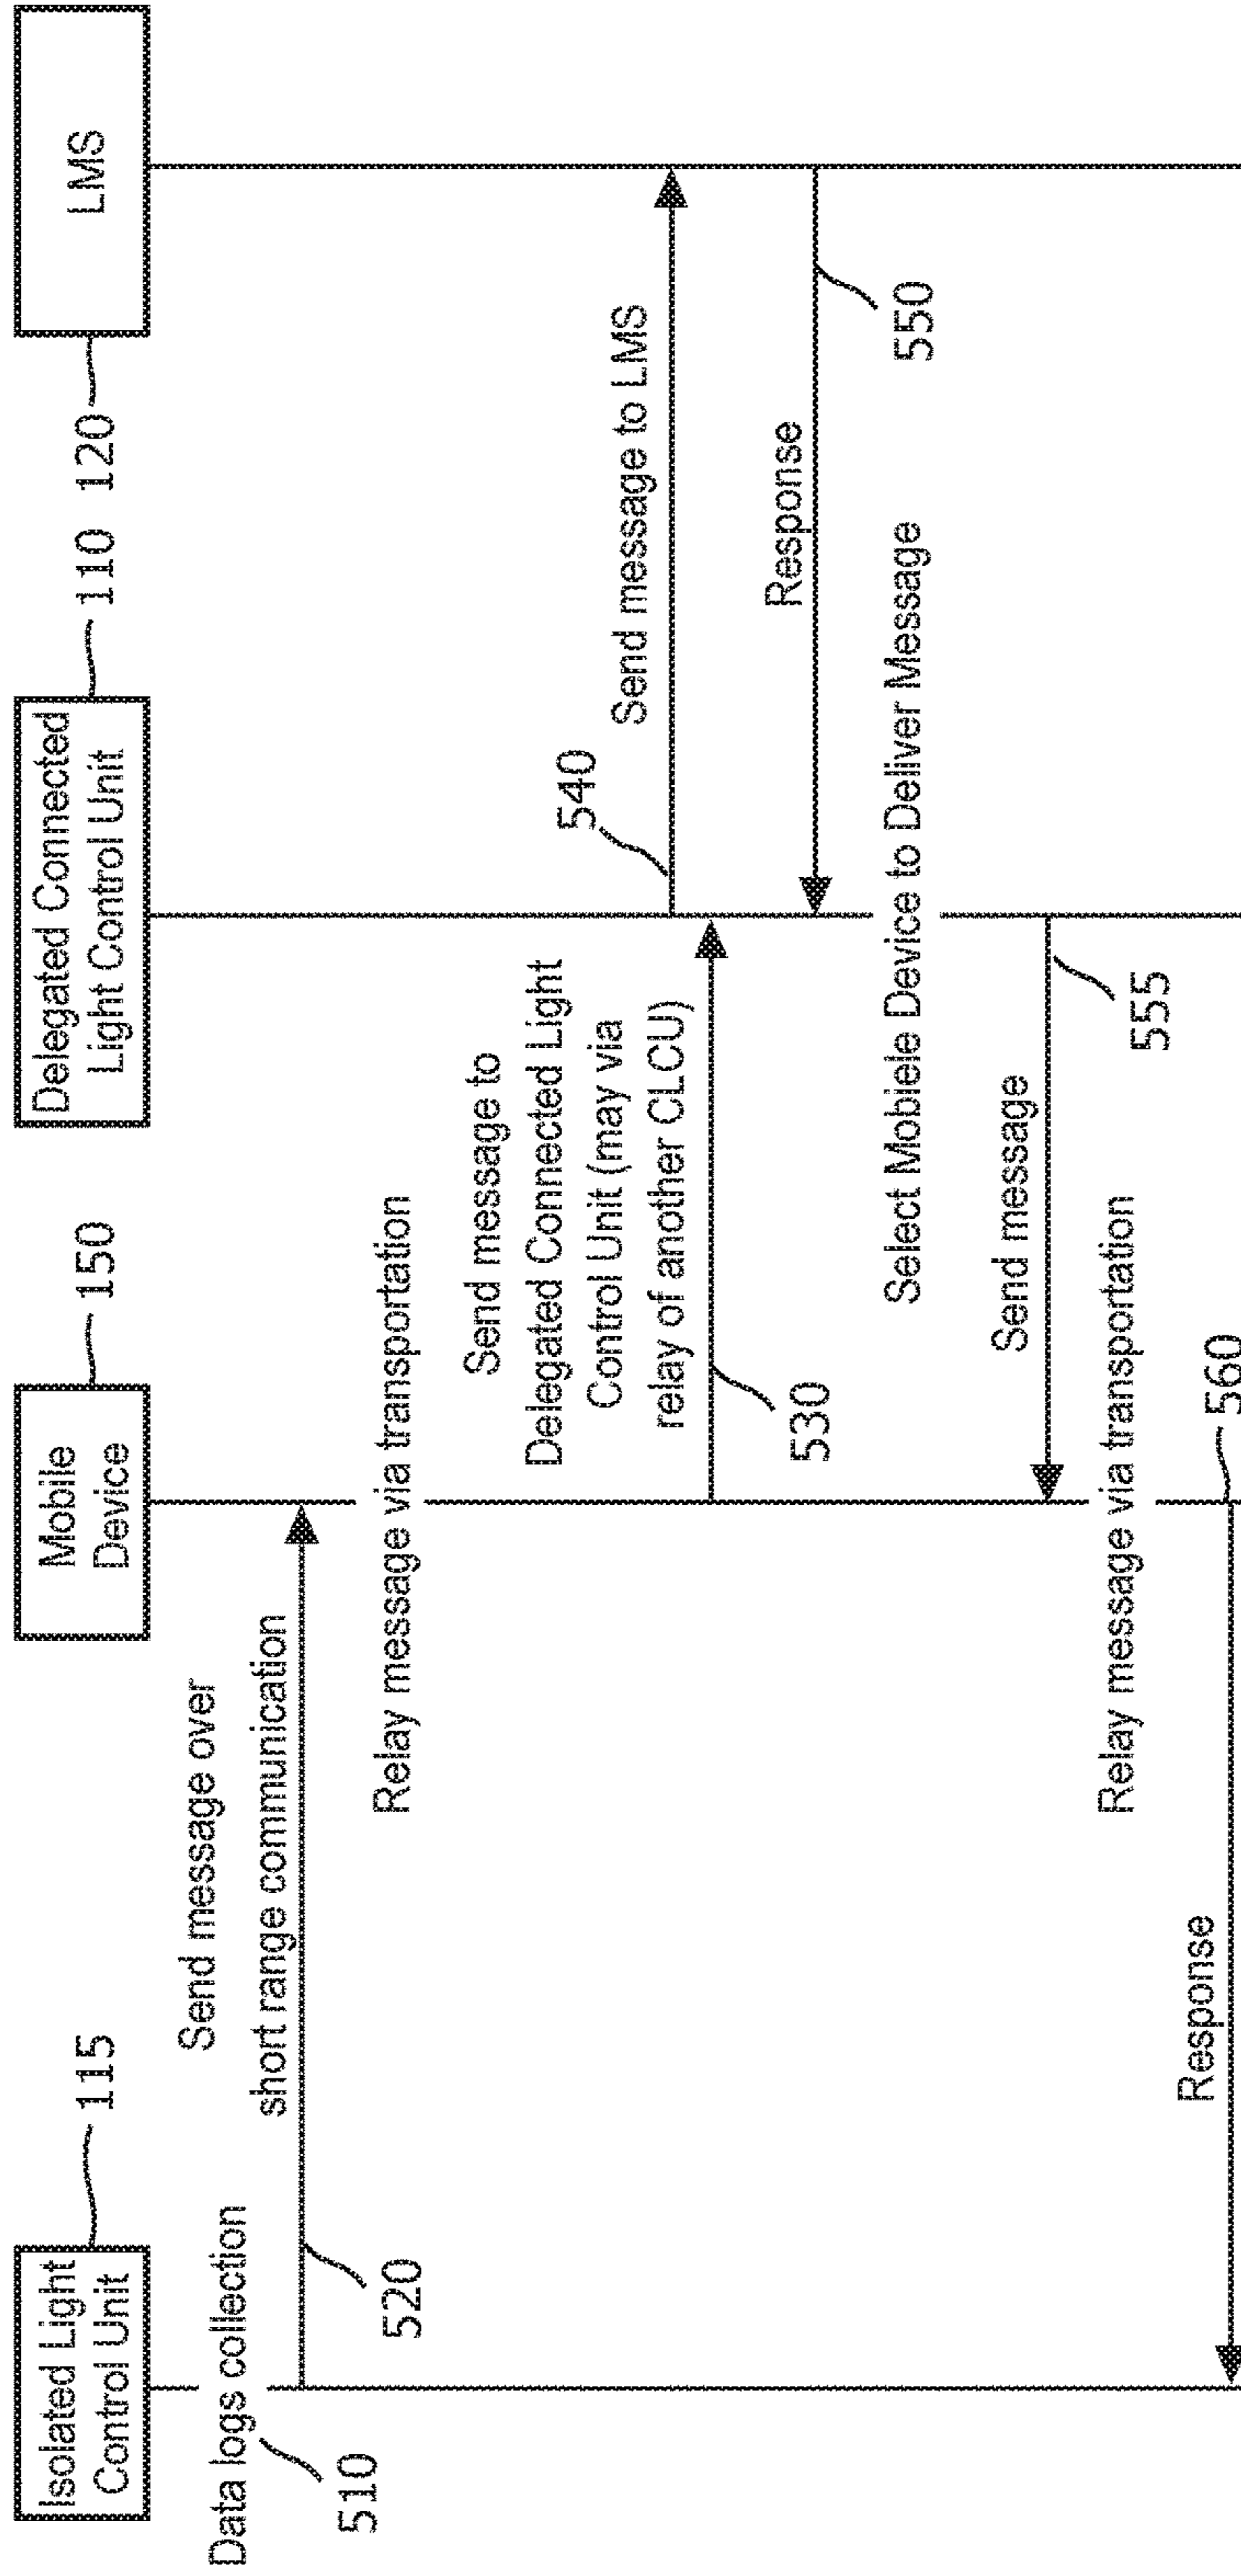 Isolated Light
Control Unit
115
Mobile
Device
150
Delegated Connected
Light Control Unit
110
120
LMS
Data logs collection
510
Send message over
short range communication
520
Relay message via transportation
Send message to
Delegated Connected Light
Control Unit (may via
relay of another CLCU)
530
540
Send message to LMS
Response
550
Select Mobiele Device to Deliver Message
Send message
555
Relay message via transportation
Response
560